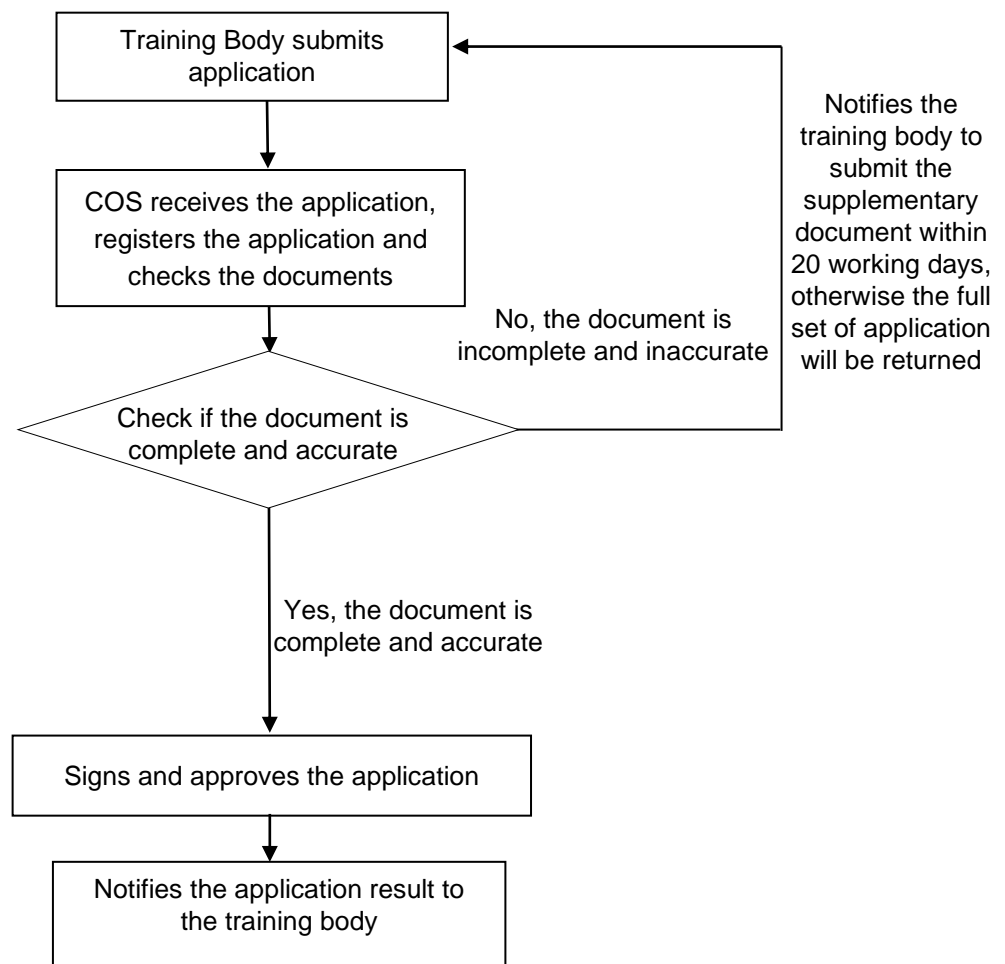 Training Body submits
application
COS receives the application,
registers the application and
checks the documents
No, the document is
incomplete and inaccurate
Notifies the
training body to
submit the
supplementary
document within
20 working days,
otherwise the full
set of application
will be returned
Check if the document is
complete and accurate
Yes, the document is
complete and accurate
Signs and approves the application
Notifies the application result to
the training body